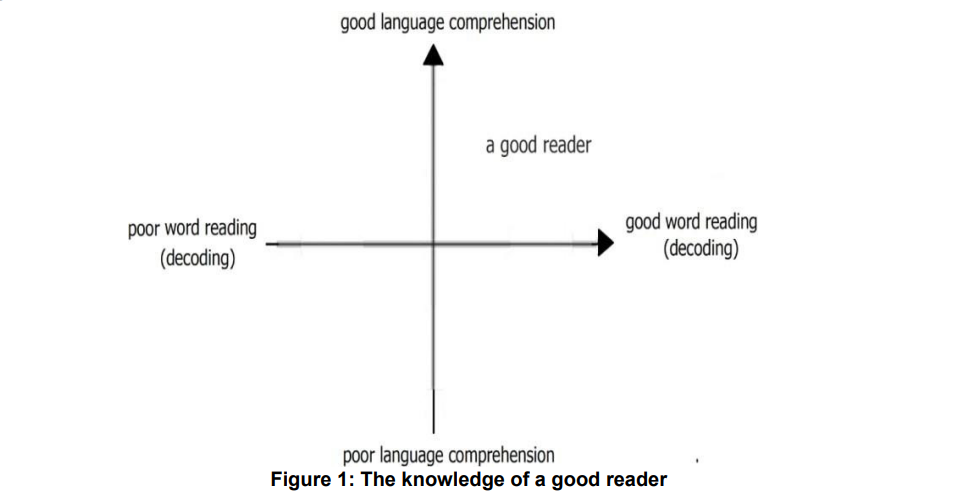 good language comprehension
a good reader
poor word reading
(decoding)
good word reading
(decoding)
poor language comprehension
Figure 1: The knowledge of a good reader